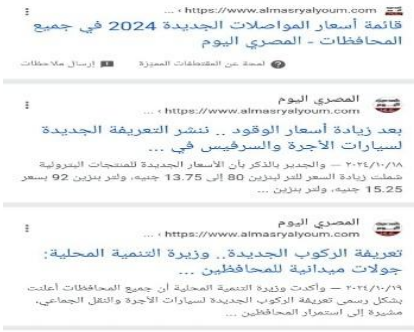 https://www.almasryalyoum.com › ...
قائمة أسعار المواصلات الجديدة 2024 في جميع
المحافظات - المصري اليوم
لمحة عن المقتطفات المميزة إرسال ملاحظات
المصري اليوم
https://www.almasryalyoum.com › ...
بعد زيادة أسعار الوقود .. ننشر التعريفة الجديدة
لسيارات الأجرة والسرفيس في ...
١٨‏/١٠‏/٢٠٢٤ — والجدير بالذكر بأن الأسعار الجديدة للمنتجات البترولية
شملت زيادة السعر للتر لبنزين 80 إلى 13.75 جنيه، ولتر بنزين 92 بسعر
15.25 جنيه، ولتر بنزين ...
المصري اليوم
https://www.almasryalyoum.com › ...
تعريفة الركوب الجديدة.. وزيرة التنمية المحلية:
جولات ميدانية للمحافظين ...
١٩‏/١٠‏/٢٠٢٤ — وأكدت وزيرة التنمية المحلية أن جميع المحافظات أعلنت
بشكل رسمي تعريفة الركوب الجديدة لسيارات الأجرة والنقل الجماعي،
مشيرة إلى استمرار المحافظين ...